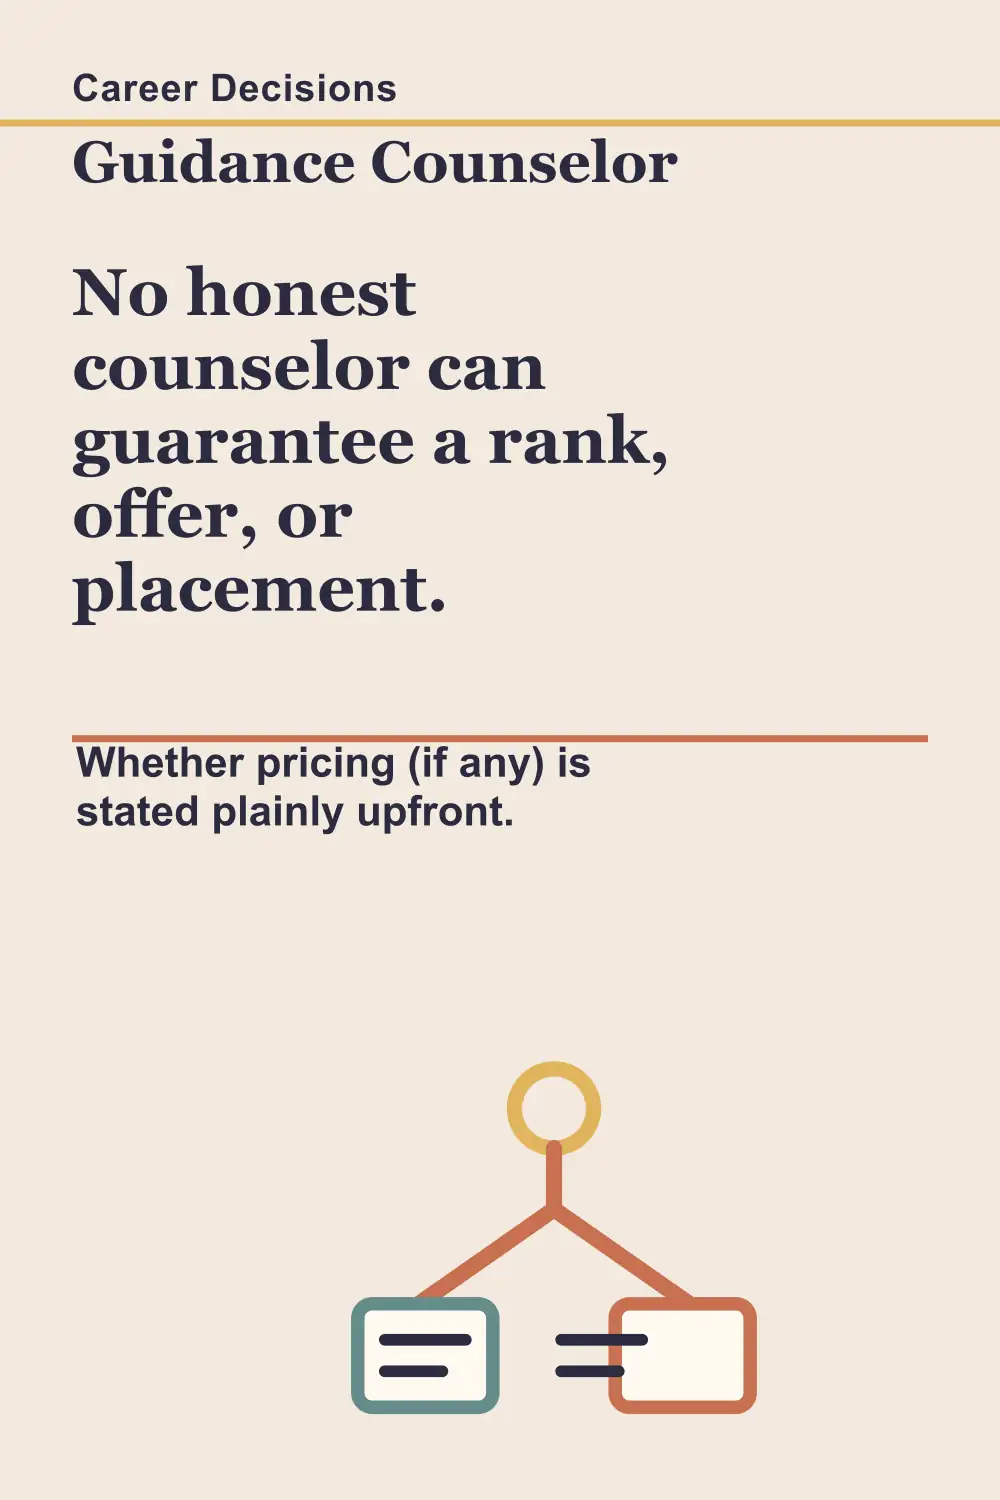 Career Decisions
Guidance Counselor
No honest
counselor can
guarantee a rank,
offer, or
placement.
Whether pricing (if any) is
stated plainly upfront.